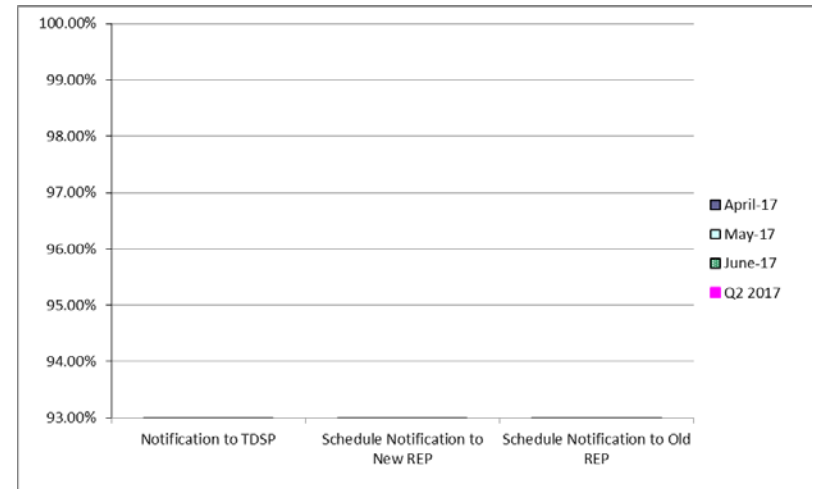 100.00%
99.00%
98.00%
97.00%
96.00%
95.00%
94.00%
93.00%
Notification to TDSP
Schedule Notification to
New REP
Schedule Notification to Old
REP
April-17
May-17
June-17
Q2 2017